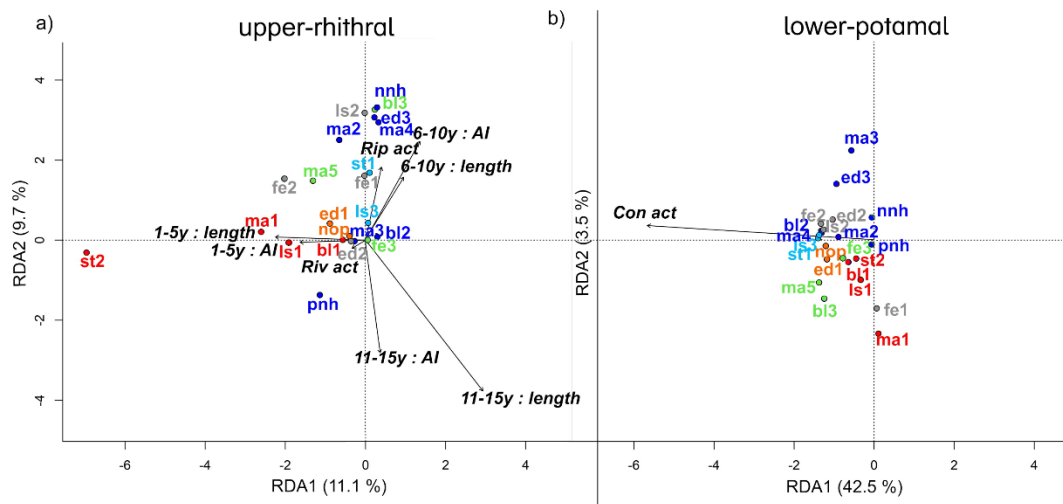 a)
upper-rhithral
RDA2 (9.7 %)
4
2
0
-2
-4
nnh
ls2
bl3
ed3
ma4
ma2
6-10y : AI
Rip act
st1
6-10y : length
fe1
ma5
fe2
ls3
ed1
nop
ma3
bl2
ma1
1-5y : length
1-5y : AI
ls1
bl1
ed2
fe3
st2
Riv act
pnh
11-15y : AI
11-15y : length
-6 -4 -2 0 2 4
RDA1 (11.1 %)
b)
lower-potamal
RDA2 (3.5 %)
ma3
ed3
Con act
nnh
fe2
ed2
bl2
ls2
ma2
ma4
ls3
pnh
st1
nop
fe3
st2
ed1
bl1
ls1
ma5
bl3
fe1
ma1
-6 -4 -2 0 2 4
RDA1 (42.5 %)